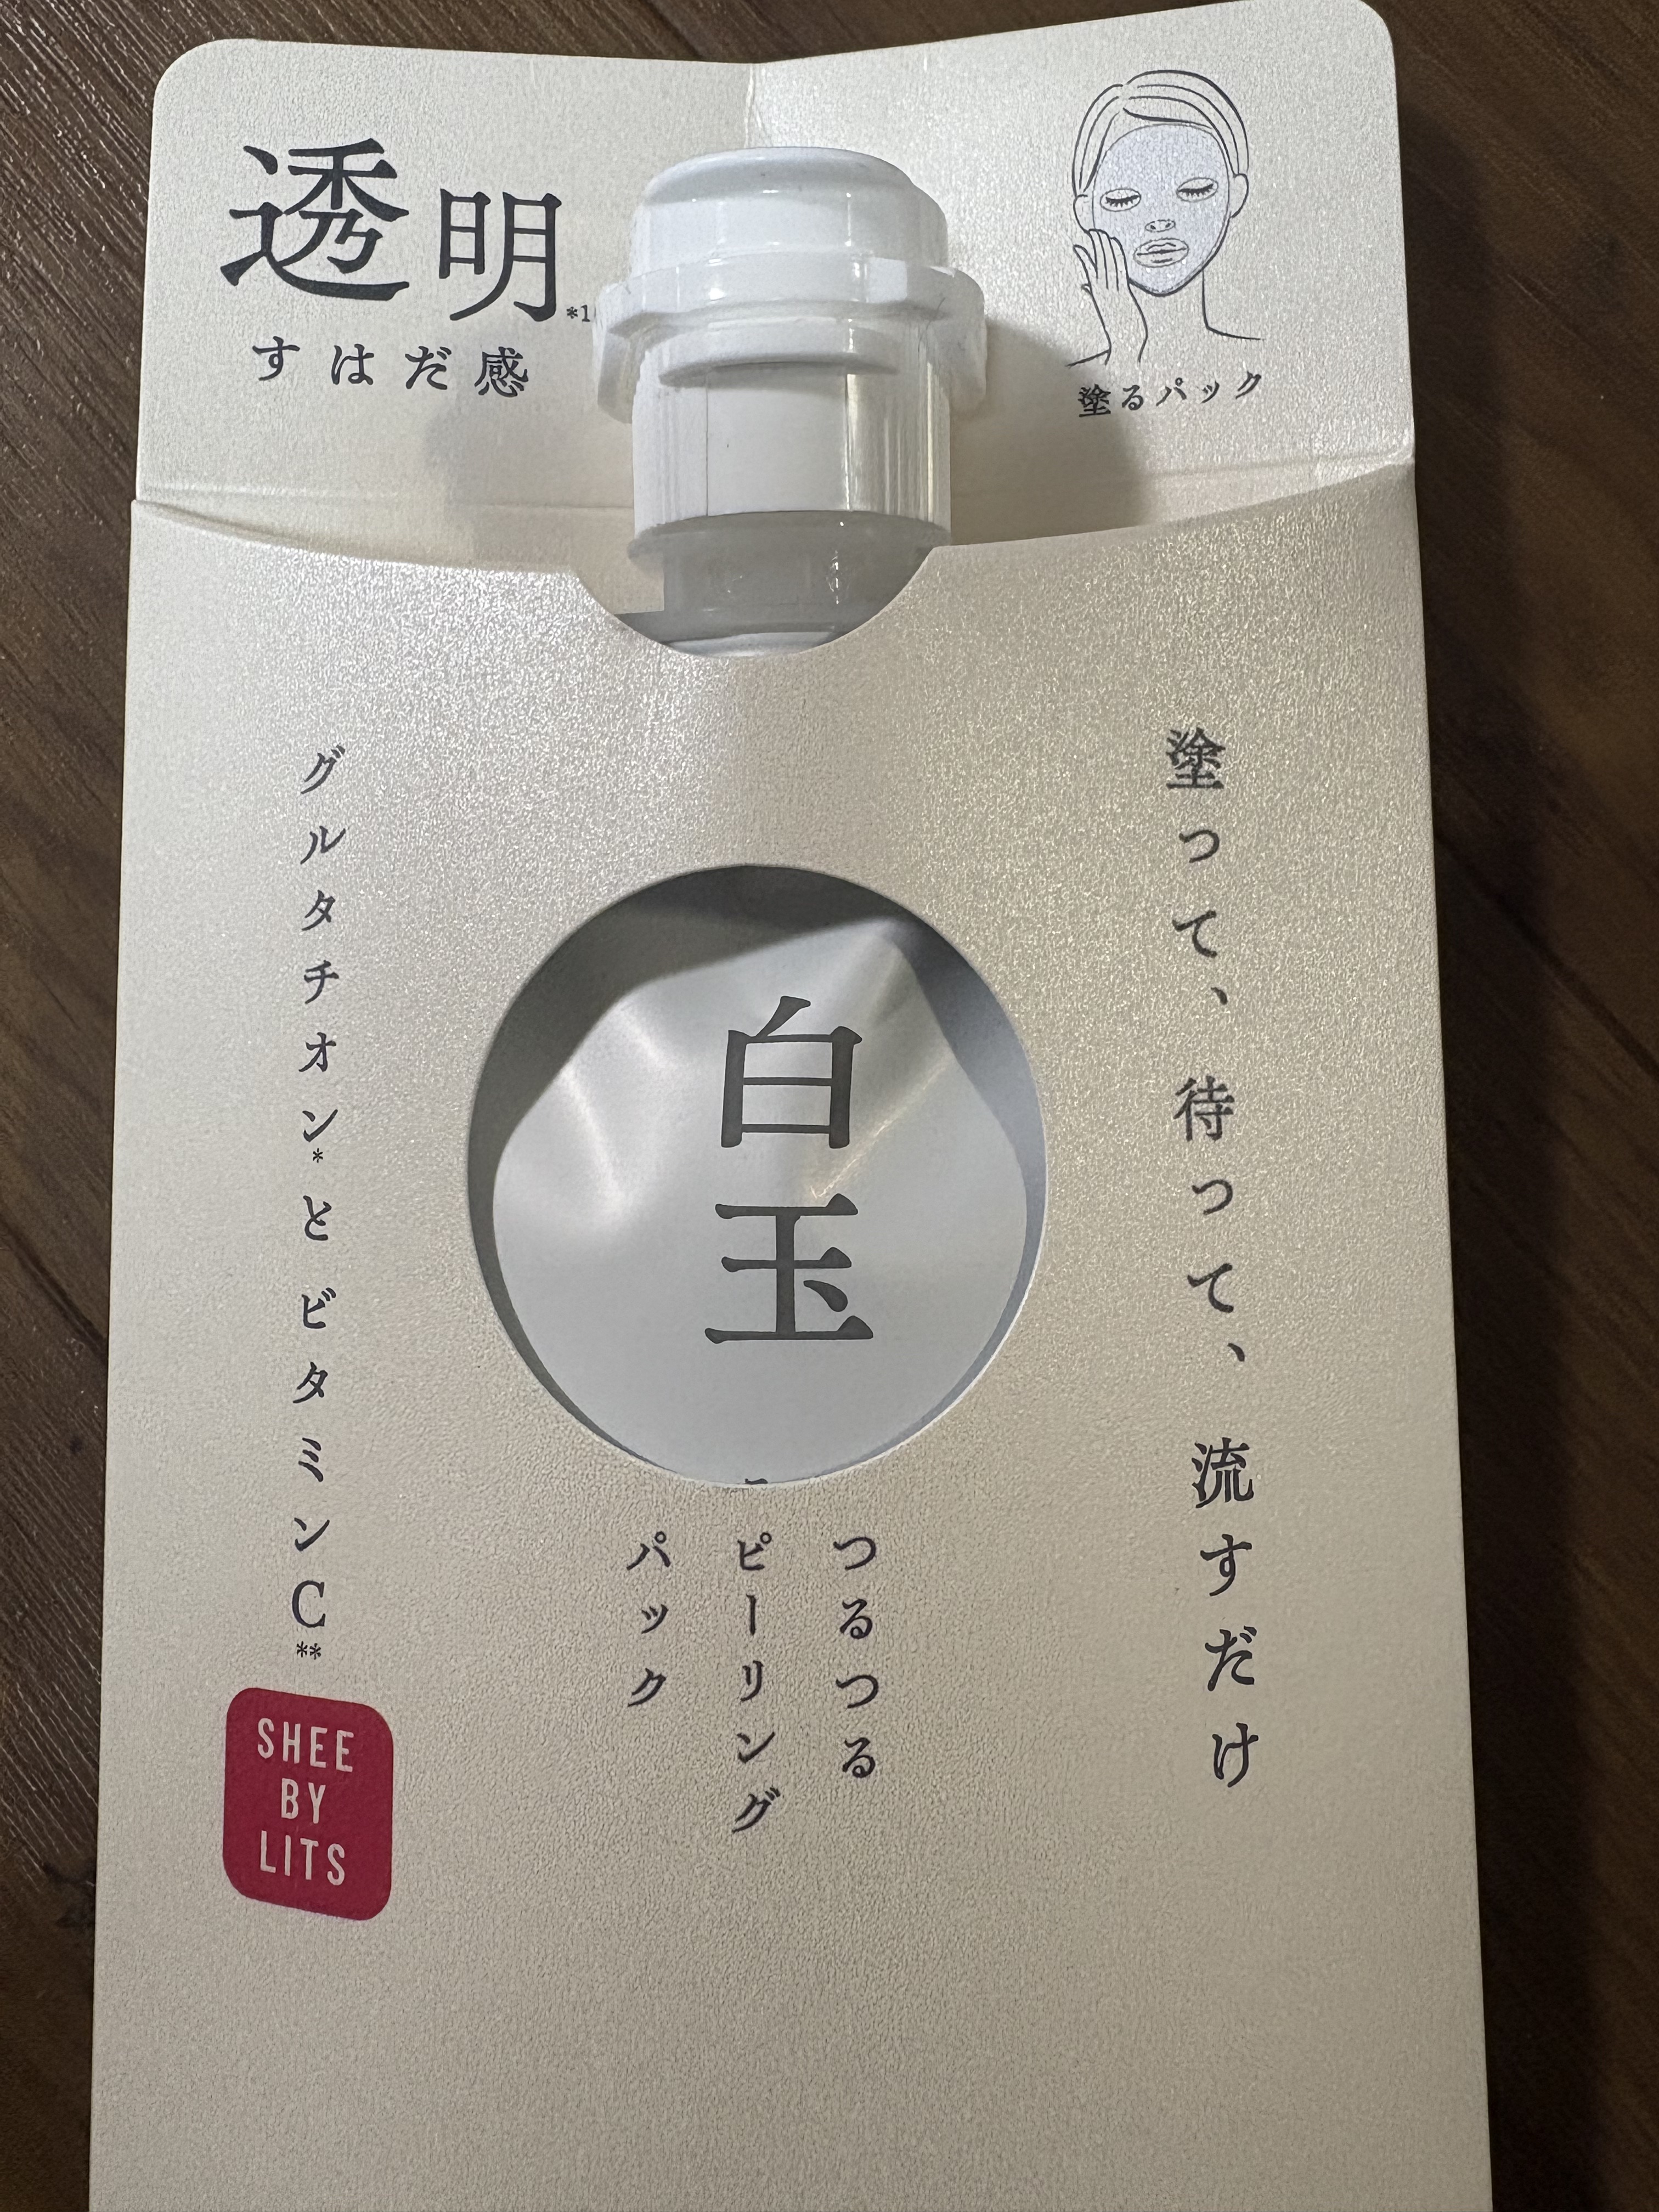 透明*1
すはだ感
塗るパック
塗って、待って、流すだけ
白玉
つるつる
ピーリング
パック
グルタチオン*とビタミンC**
SHEE
BY
LITS